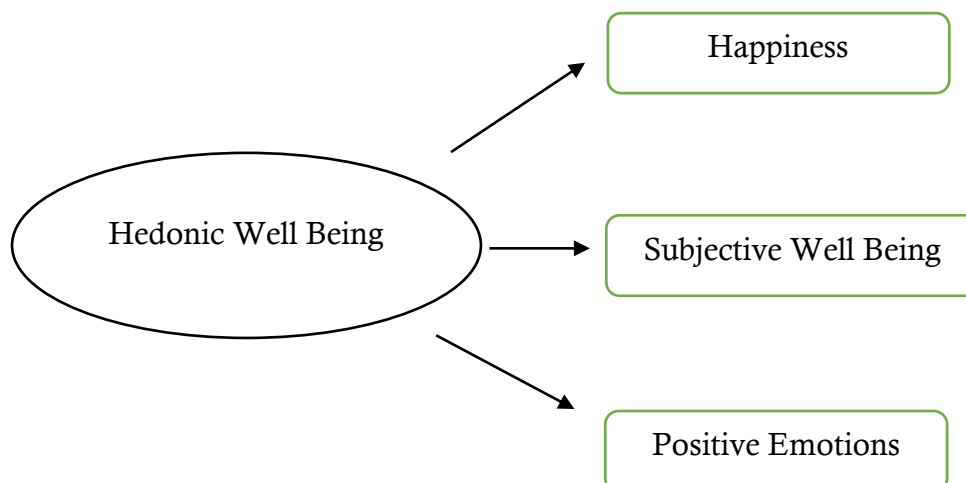 Happiness
Hedonic Well Being
Subjective Well Being
Positive Emotions